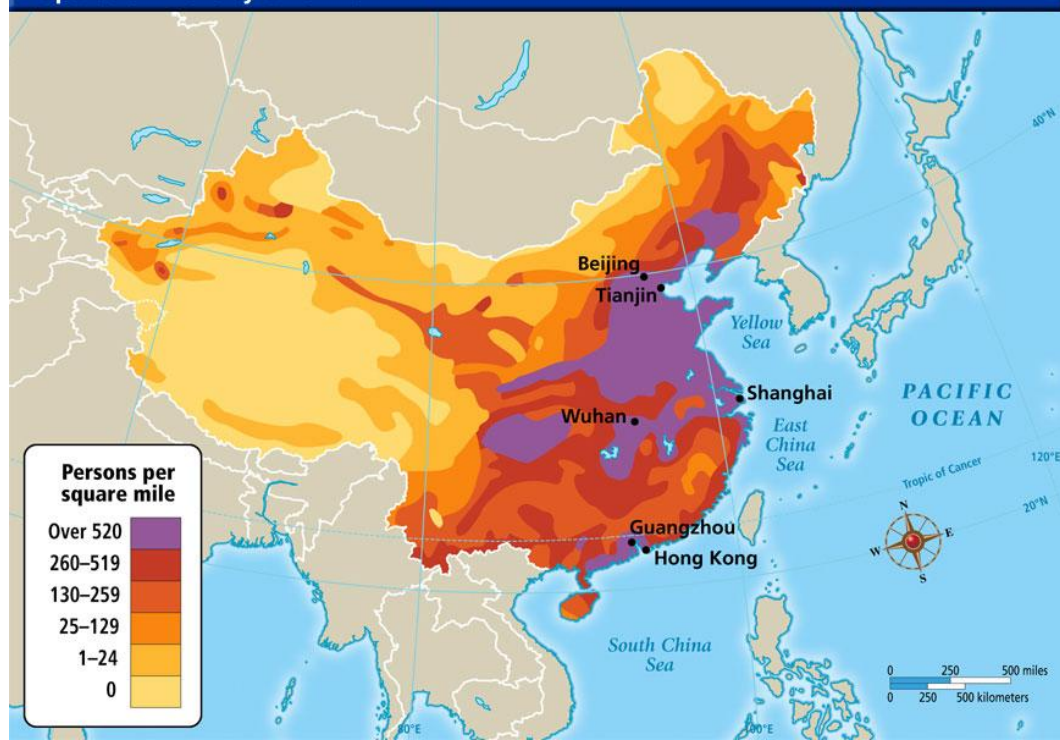 40°N
Beijing
Tianjin
Yellow
Sea
Shanghai
PACIFIC
OCEAN
Wuhan
East
China
Sea
120°E
Tropic of Cancer
20°N
Persons per
square mile
Over 520
260–519
130–259
25–129
1–24
0
Guangzhou
Hong Kong
N
W
E
S
South China
Sea
0 250 500 miles
0 250 500 kilometers
80°E
100°E